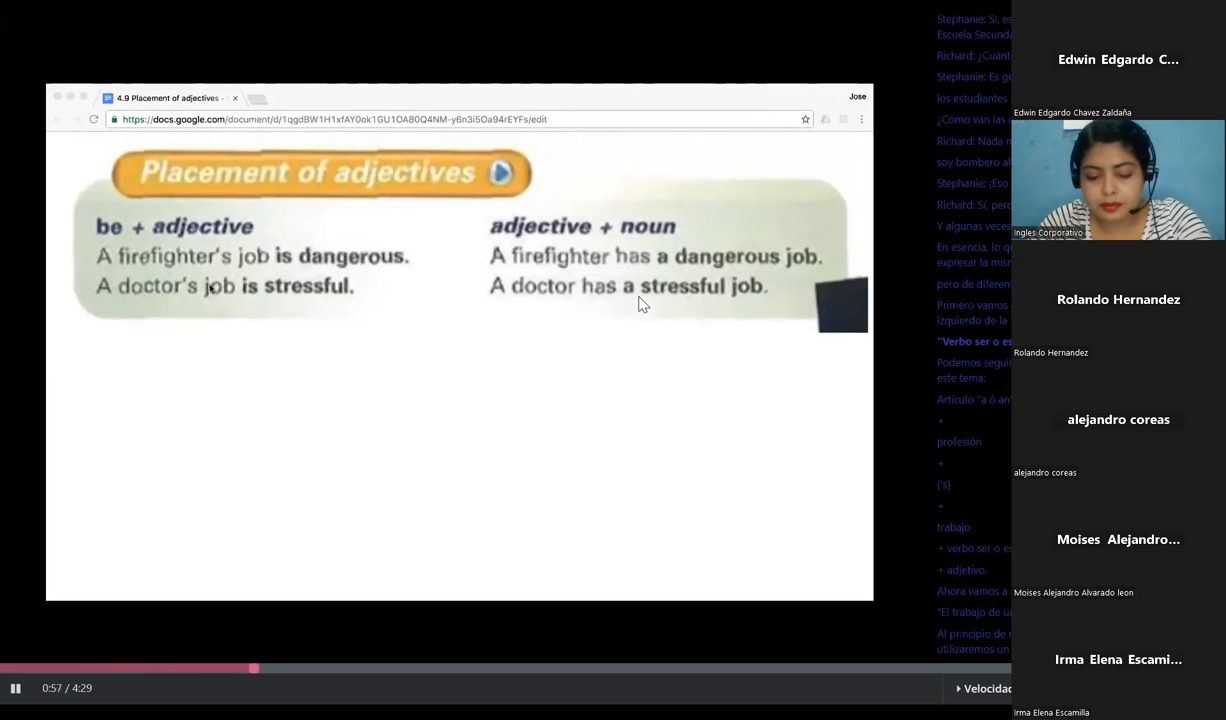 4.9 Placement of adjectives -
Jose
https://docs.google.com/document/d/1qgdBW1H1xfAY0ok1GU1OA80Q4NM-y6n3i5Oa94rEYFs/edit
Placement of adjectives
be + adjective
A firefighter's job is dangerous.
A doctor's job is stressful.
adjective + noun
A firefighter has a dangerous job.
A doctor has a stressful job.
Stephanie: Sí, es
Escuela Secund
Richard: ¿Cuánt
Stephanie: Es ge
los estudiantes
¿Cómo van las
Richard: Nada
soy bombero a
Stephanie: ¡Eso
Richard: Sí, per
Y algunas veces
En esencia, lo q
expresar la mism
pero de diferen
Primero vamos
izquierdo de la
"Verbo ser o es
Podemos segui
este tema:
Artículo "a ó an"
+
profesión
+
('s)
+
trabajo
+ verbo ser o es
+ adjetivo.
Ahora vamos a
"El trabajo de u
Al principio de
utilizaremos un
0:57 / 4:29
Velocidad
Edwin Edgardo C...
Edwin Edgardo Chavez Zaldaña
Ingles Corporativo
Rolando Hernandez
Rolando Hernandez
alejandro coreas
alejandro coreas
Moises Alejandro...
Moises Alejandro Alvarado leon
Irma Elena Escami...
Irma Elena Escamilla